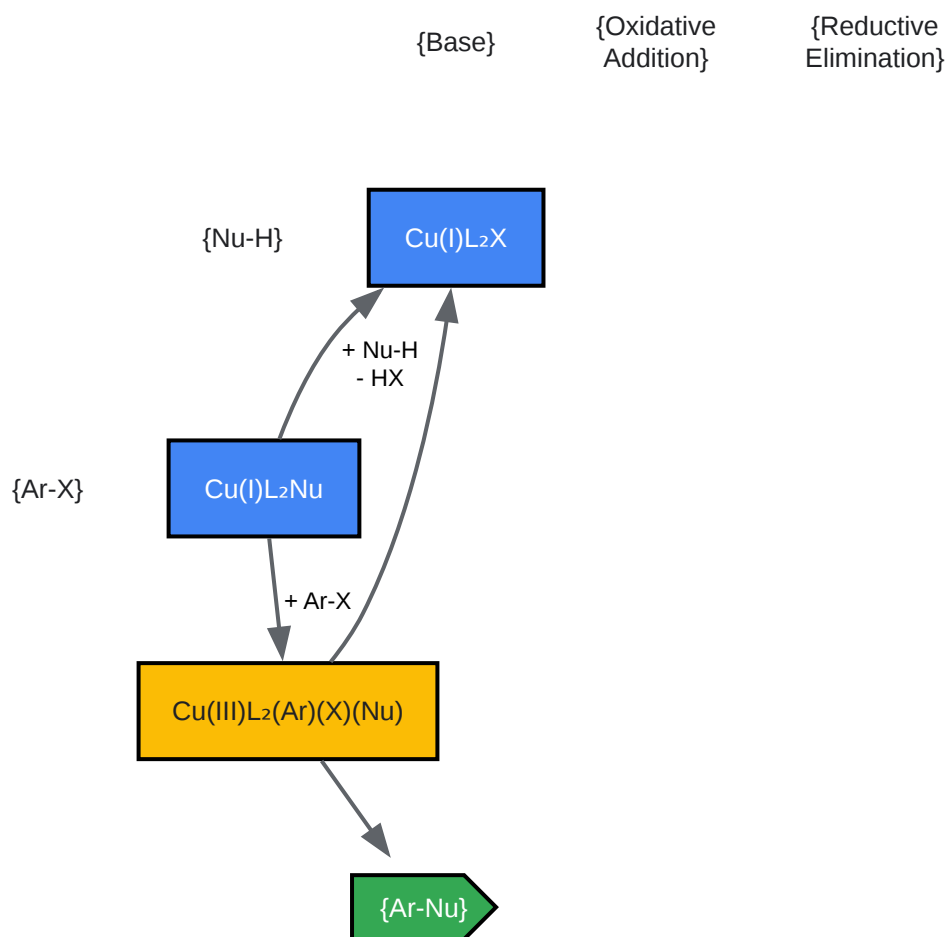 {Base}
{Oxidative
Addition}
{Reductive
Elimination}
{Nu-H}
Cu(I)L₂X
+ Nu-H
- HX
{Ar-X}
Cu(I)L₂Nu
+ Ar-X
Cu(III)L₂(Ar)(X)(Nu)
{Ar-Nu}